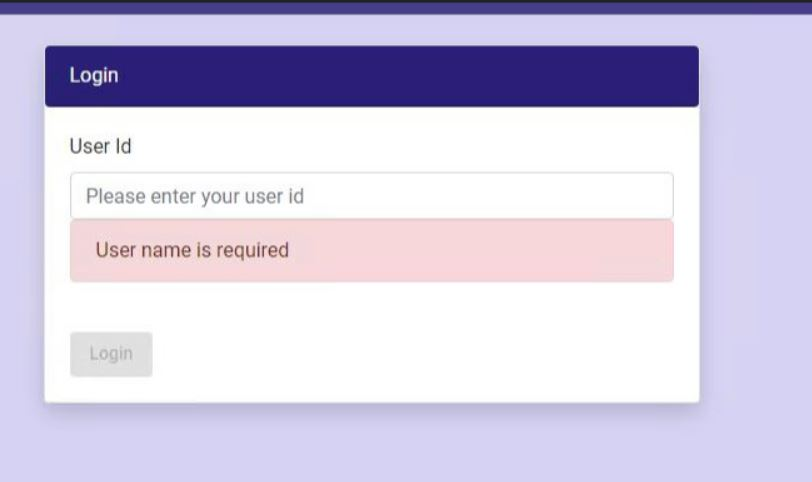 Login
User Id
Please enter your user id
User name is required
Login